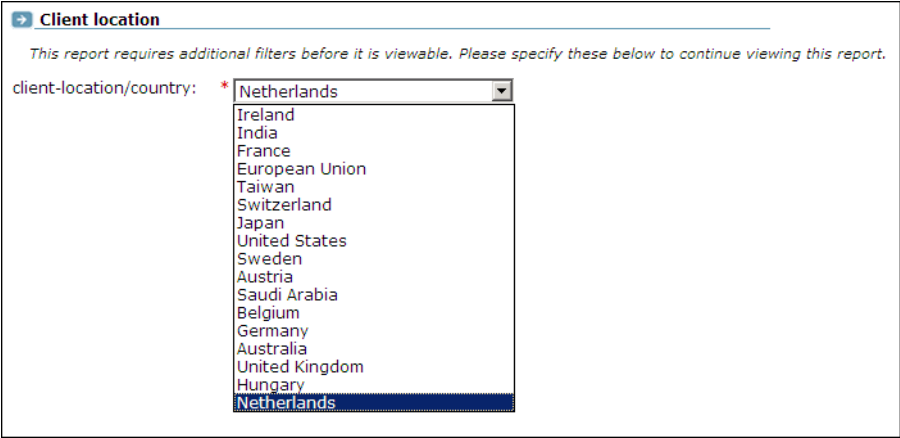 Client location
This report requires additional filters before it is viewable. Please specify these below to continue viewing this report.
client-location/country: * Netherlands
Ireland
India
France
European Union
Taiwan
Switzerland
Japan
United States
Sweden
Austria
Saudi Arabia
Belgium
Germany
Australia
United Kingdom
Hungary
Netherlands